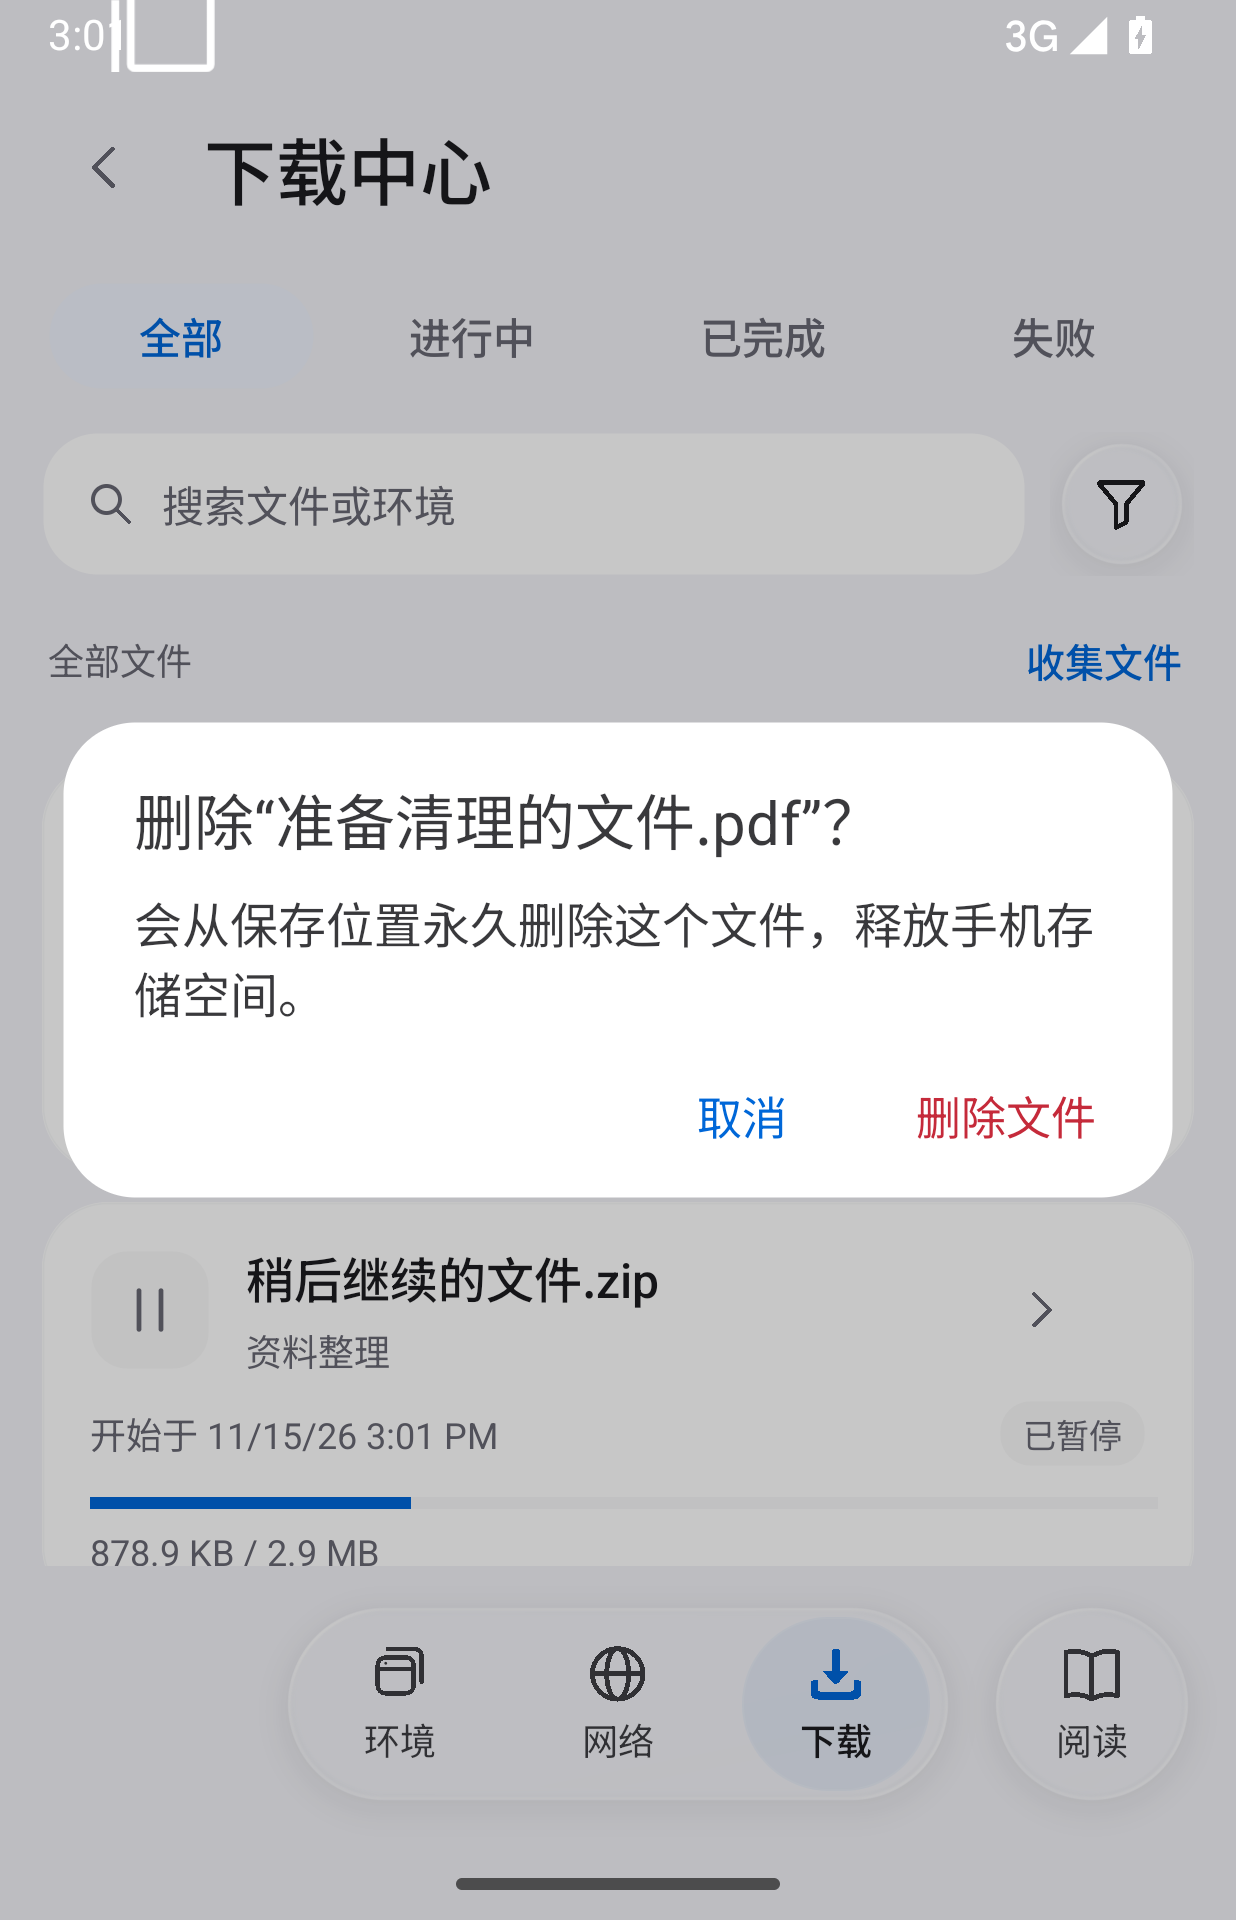 3:01
3G
下载中心
全部
进行中
已完成
失败
搜索文件或环境
全部文件
收集文件
删除“准备清理的文件.pdf”？
会从保存位置永久删除这个文件，释放手机存
储空间。
取消
删除文件
稍后继续的文件.zip
资料整理
开始于 11/15/26 3:01 PM
已暂停
878.9 KB / 2.9 MB
环境
网络
下载
阅读